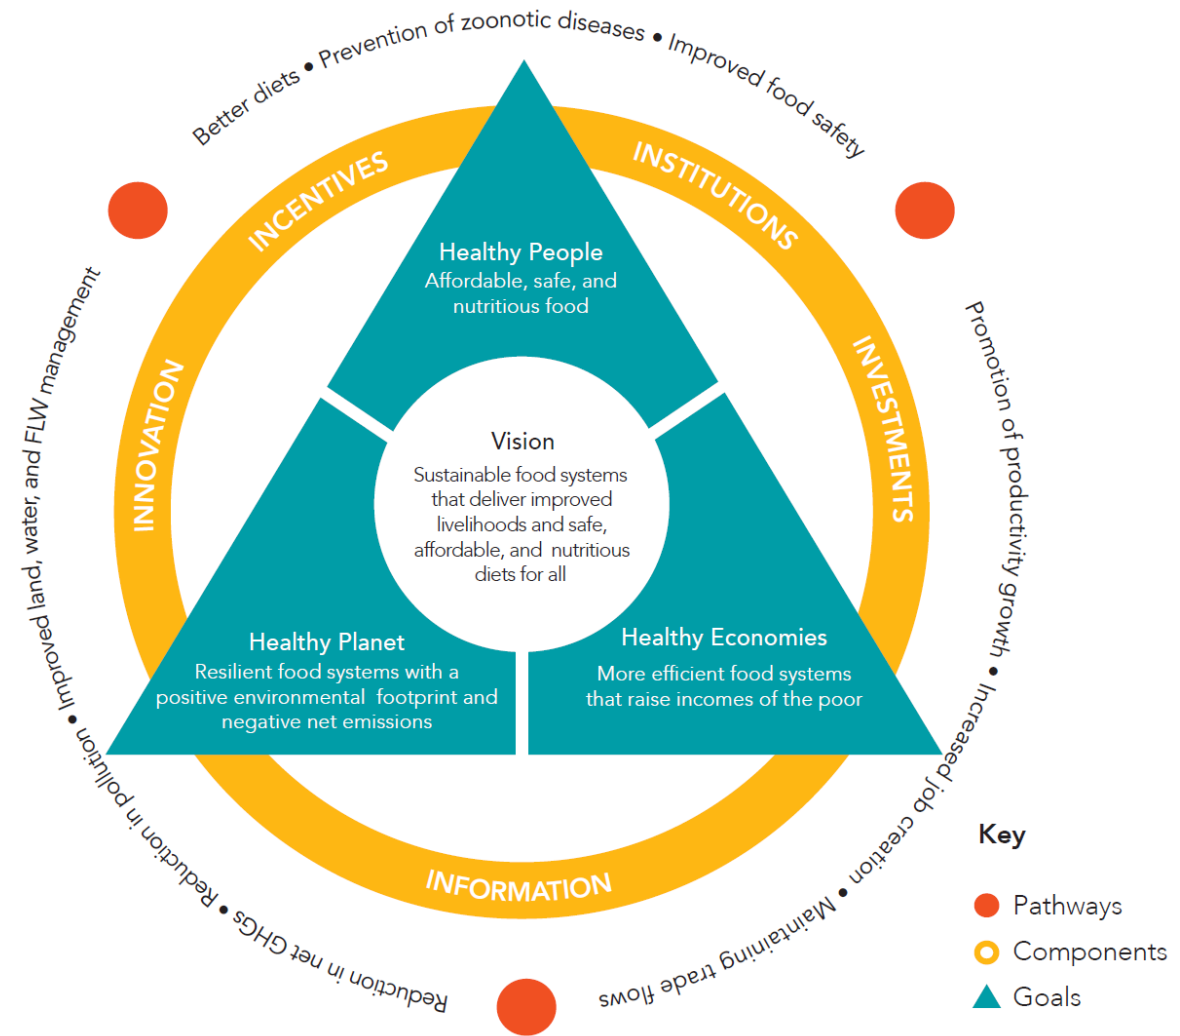 Better diets • Prevention of zoonotic diseases • Improved food safety
INCENTIVES
INSTITUTIONS
INNOVATION
INVESTMENTS
INFORMATION
Healthy People
Affordable, safe, and
nutritious food
Vision
Sustainable food systems
that deliver improved
livelihoods and safe,
affordable, and nutritious
diets for all
Healthy Planet
Resilient food systems with a
positive environmental footprint and
negative net emissions
Healthy Economies
More efficient food systems
that raise incomes of the poor
Promotion of productivity growth • Increased job creation • Maintaining trade flows
Reduction in net GHGs • Reduction in pollution • Improved land, water, and FLW management
Key
Pathways
Components
Goals